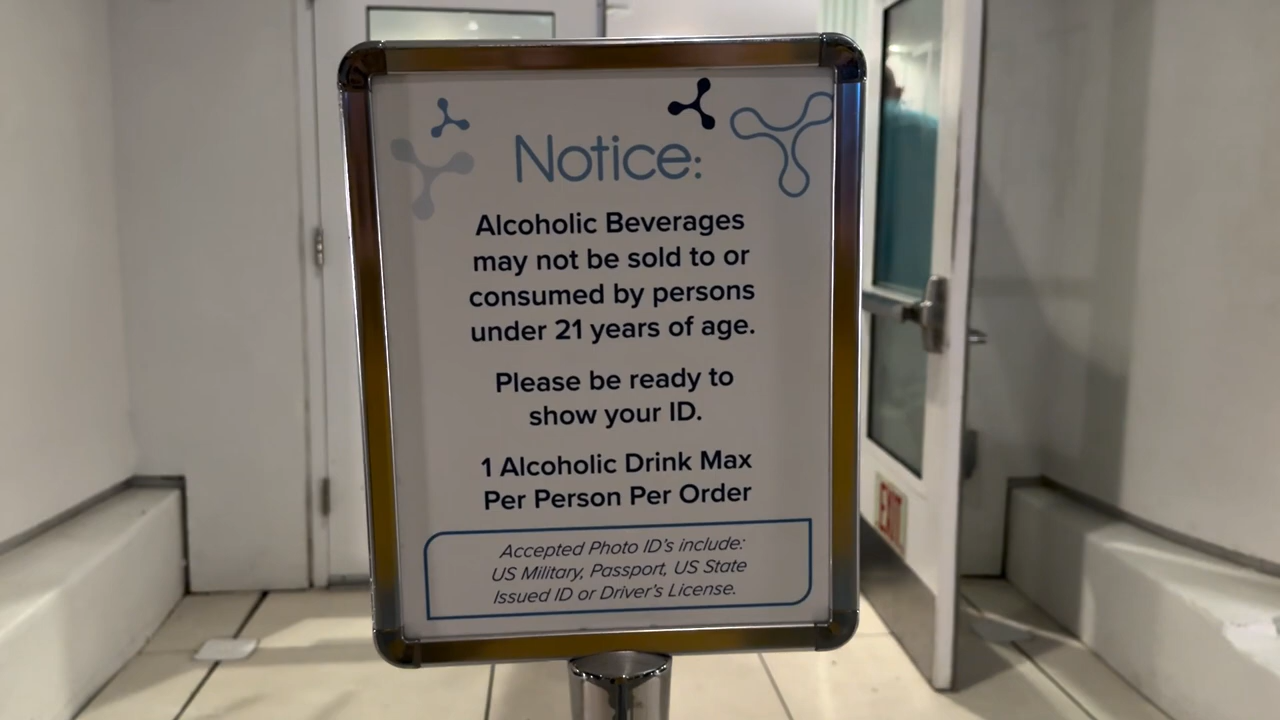 Notice:
Alcoholic Beverages
may not be sold to or
consumed by persons
under 21 years of age.
Please be ready to
show your ID.
1 Alcoholic Drink Max
Per Person Per Order
Accepted Photo ID's include:
US Military, Passport, US State
Issued ID or Driver's License.
EXIT